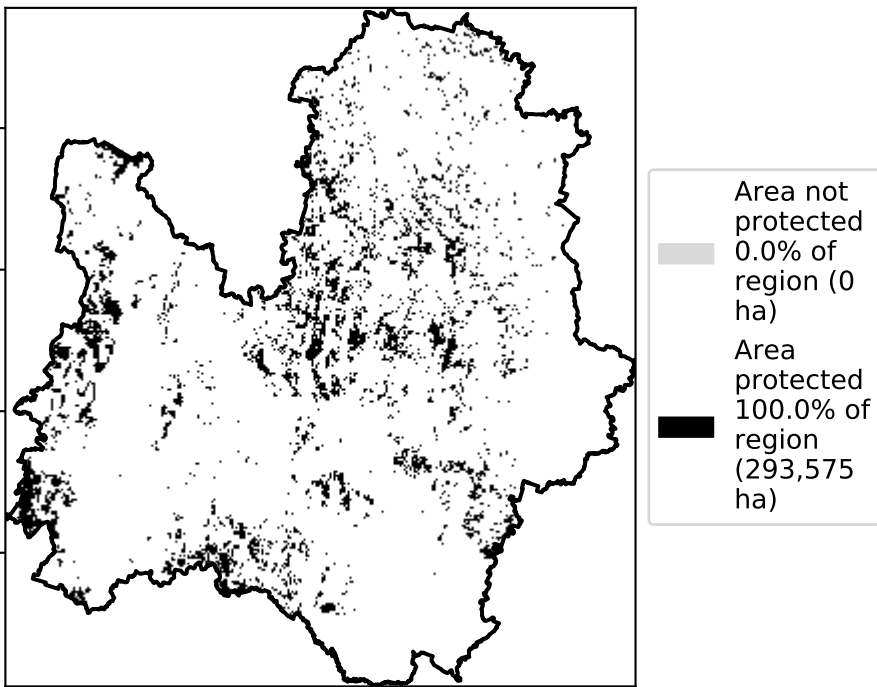 Area not
protected
0.0% of
region (0
ha)
Area
protected
100.0% of
region
(293,575
ha)